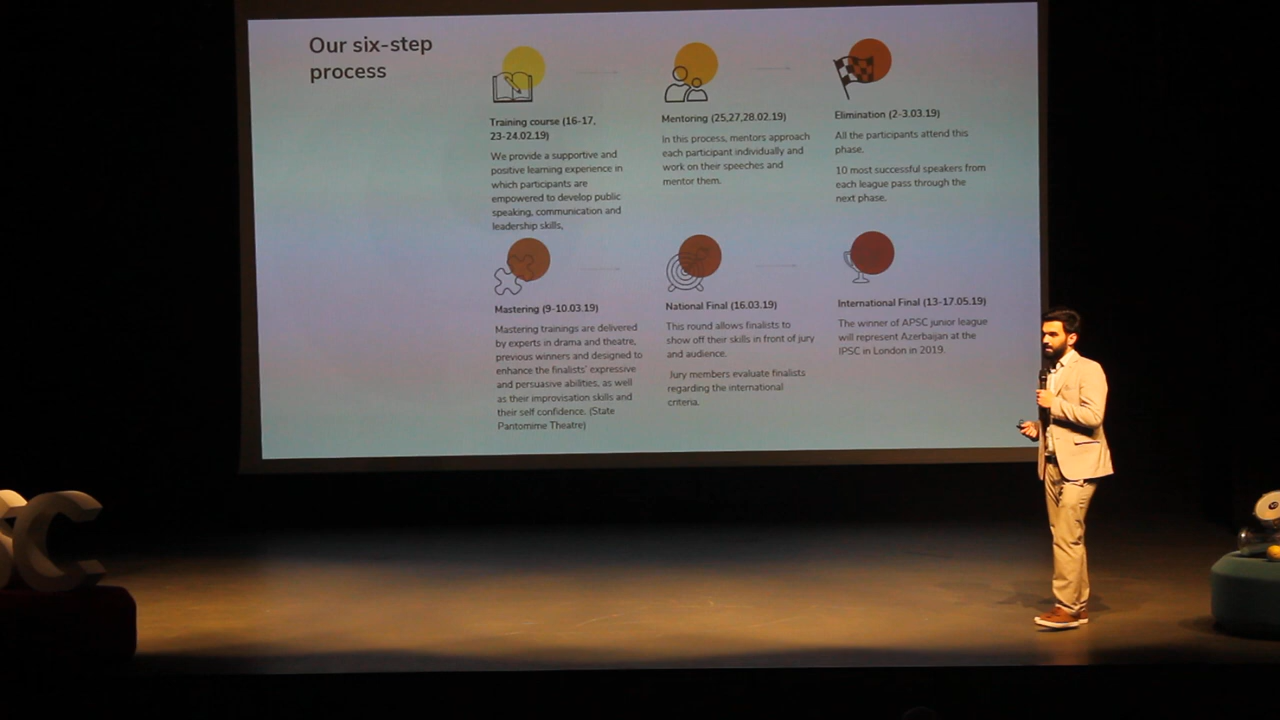 Our six-step
process
Training course (16-17,
23-24.02.19)
We provide a supportive and
positive learning experience in
which participants are
empowered to develop public
speaking, communication and
leadership skills,
Mentoring (25,27,28.02.19)
In this process, mentors approach
each participant individually and
work on their speeches and
mentor them.
Elimination (2-3.03.19)
All the participants attend this
phase.
10 most successful speakers from
each league pass through the
next phase.
Mastering (9-10.03.19)
Mastering trainings are delivered
by experts in drama and theatre,
previous winners and designed to
enhance the finalists' expressive
and persuasive abilities, as well
as their improvisation skills and
their self confidence. (State
Pantomime Theatre)
National Final (16.03.19)
This round allows finalists to
show off their skills in front of jury
and audience.
Jury members evaluate finalists
regarding the international
criteria.
International Final (13-17.05.19)
The winner of APSC junior league
will represent Azerbaijan at the
IPSC in London in 2019.
SC